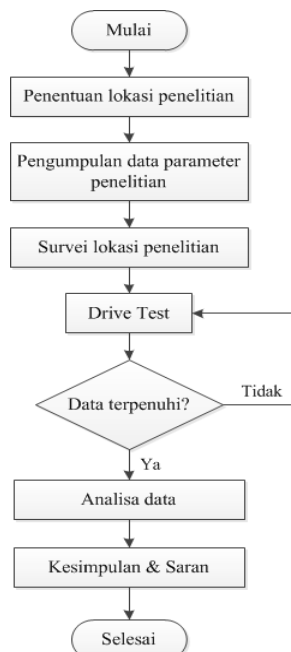 Mulai
Penentuan lokasi penelitian
Pengumpulan data parameter
penelitian
Survei lokasi penelitian
Drive Test
Data terpenuhi?
Tidak
Ya
Analisa data
Kesimpulan & Saran
Selesai